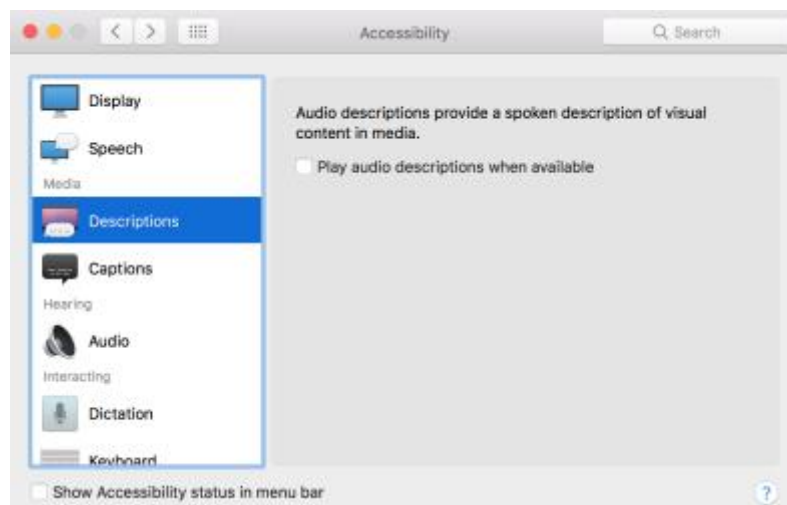 Accessibility
Search
Display
Speech
Media
Descriptions
Captions
Hearing
Audio
Interacting
Dictation
Keyboard
Audio descriptions provide a spoken description of visual
content in media.
Play audio descriptions when available
Show Accessibility status in menu bar
?